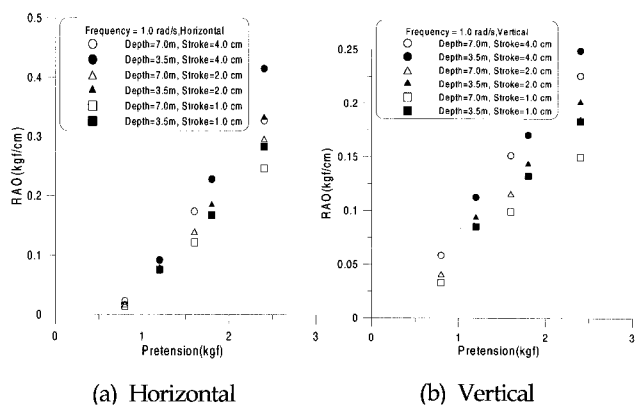 Frequency = 1.0 rad/s,Horizontal
Depth=7.0m, Stroke=4.0 cm
Depth=3.5m, Stroke=4.0 cm
Depth=7.0m, Stroke=2.0 cm
Depth=3.5m, Stroke=2.0 cm
Depth=7.0m, Stroke=1.0 cm
Depth=3.5m, Stroke=1.0 cm
0.5
0.4
0.3
0.2
0.1
0
RAO(kgf/cm)
0 1 2 3
Pretension(kgf)
(a) Horizontal
Frequency = 1.0 rad/s,Vertical
Depth=7.0m, Stroke=4.0 cm
Depth=3.5m, Stroke=4.0 cm
Depth=7.0m, Stroke=2.0 cm
Depth=3.5m, Stroke=2.0 cm
Depth=7.0m, Stroke=1.0 cm
Depth=3.5m, Stroke=1.0 cm
0.25
0.2
0.15
0.1
0.05
0
RAO(kgf/cm)
0 1 2 3
Pretension(kgf)
(b) Vertical